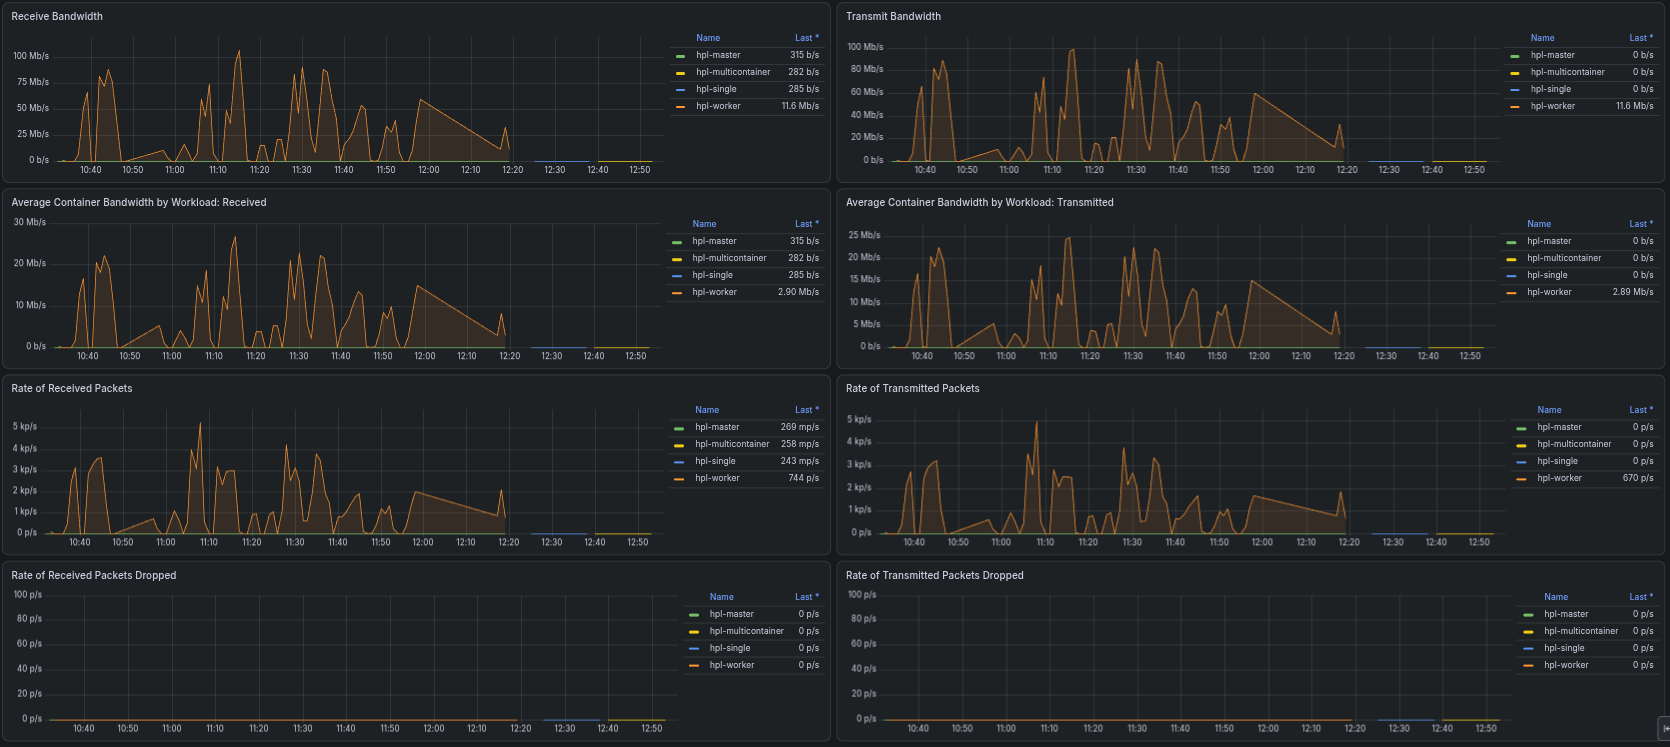 Receive Bandwidth
100 Mb/s
75 Mb/s
50 Mb/s
25 Mb/s
0 b/s
10:40 10:50 11:00 11:10 11:20 11:30 11:40 11:50 12:00 12:10 12:20 12:30 12:40 12:50
Name Last *
hpl-master 315 b/s
hpl-multicontainer 282 b/s
hpl-single 285 b/s
hpl-worker 11.6 Mb/s
Transmit Bandwidth
100 Mb/s
80 Mb/s
60 Mb/s
40 Mb/s
20 Mb/s
0 b/s
10:40 10:50 11:00 11:10 11:20 11:30 11:40 11:50 12:00 12:10 12:20 12:30 12:40 12:50
Name Last *
hpl-master 0 b/s
hpl-multicontainer 0 b/s
hpl-single 0 b/s
hpl-worker 11.6 Mb/s
Average Container Bandwidth by Workload: Received
30 Mb/s
20 Mb/s
10 Mb/s
0 b/s
10:40 10:50 11:00 11:10 11:20 11:30 11:40 11:50 12:00 12:10 12:20 12:30 12:40 12:50
Name Last *
hpl-master 315 b/s
hpl-multicontainer 282 b/s
hpl-single 285 b/s
hpl-worker 2.90 Mb/s
Average Container Bandwidth by Workload: Transmitted
25 Mb/s
20 Mb/s
15 Mb/s
10 Mb/s
5 Mb/s
0 b/s
10:40 10:50 11:00 11:10 11:20 11:30 11:40 11:50 12:00 12:10 12:20 12:30 12:40 12:50
Name Last *
hpl-master 0 b/s
hpl-multicontainer 0 b/s
hpl-single 0 b/s
hpl-worker 2.89 Mb/s
Rate of Received Packets
5 kp/s
4 kp/s
3 kp/s
2 kp/s
1 kp/s
0 p/s
10:40 10:50 11:00 11:10 11:20 11:30 11:40 11:50 12:00 12:10 12:20 12:30 12:40 12:50
Name Last *
hpl-master 269 mp/s
hpl-multicontainer 258 mp/s
hpl-single 243 mp/s
hpl-worker 744 p/s
Rate of Transmitted Packets
5 kp/s
4 kp/s
3 kp/s
2 kp/s
1 kp/s
0 p/s
10:40 10:50 11:00 11:10 11:20 11:30 11:40 11:50 12:00 12:10 12:20 12:30 12:40 12:50
Name Last *
hpl-master 0 p/s
hpl-multicontainer 0 p/s
hpl-single 0 p/s
hpl-worker 670 p/s
Rate of Received Packets Dropped
100 p/s
80 p/s
60 p/s
40 p/s
20 p/s
0 p/s
10:40 10:50 11:00 11:10 11:20 11:30 11:40 11:50 12:00 12:10 12:20 12:30 12:40 12:50
Name Last *
hpl-master 0 p/s
hpl-multicontainer 0 p/s
hpl-single 0 p/s
hpl-worker 0 p/s
Rate of Transmitted Packets Dropped
100 p/s
80 p/s
60 p/s
40 p/s
20 p/s
0 p/s
10:40 10:50 11:00 11:10 11:20 11:30 11:40 11:50 12:00 12:10 12:20 12:30 12:40 12:50
Name Last *
hpl-master 0 p/s
hpl-multicontainer 0 p/s
hpl-single 0 p/s
hpl-worker 0 p/s